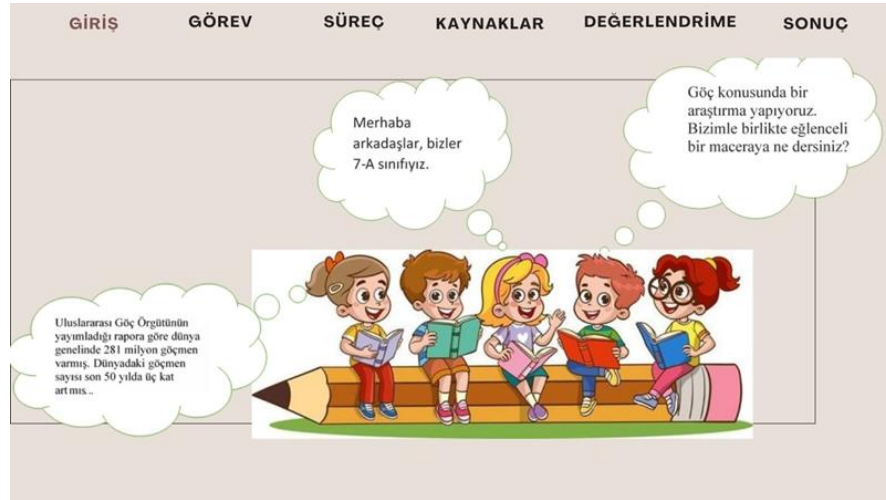 GİRİŞ GÖREV SÜREÇ KAYNAKLAR DEĞERLENDRİME SONUÇ
Merhaba
arkadaşlar, bizler
7-A sınıfıyız.
Göç konusunda bir
araştırma yapıyoruz.
Bizimle birlikte eğlenceli
bir maceraya ne dersiniz?
Uluslararası Göç Örgütünün
yayımladığı rapora göre dünya
genelinde 281 milyon göçmen
varmış. Dünyadaki göçmen
sayısı son 50 yılda üç kat
artmıs...